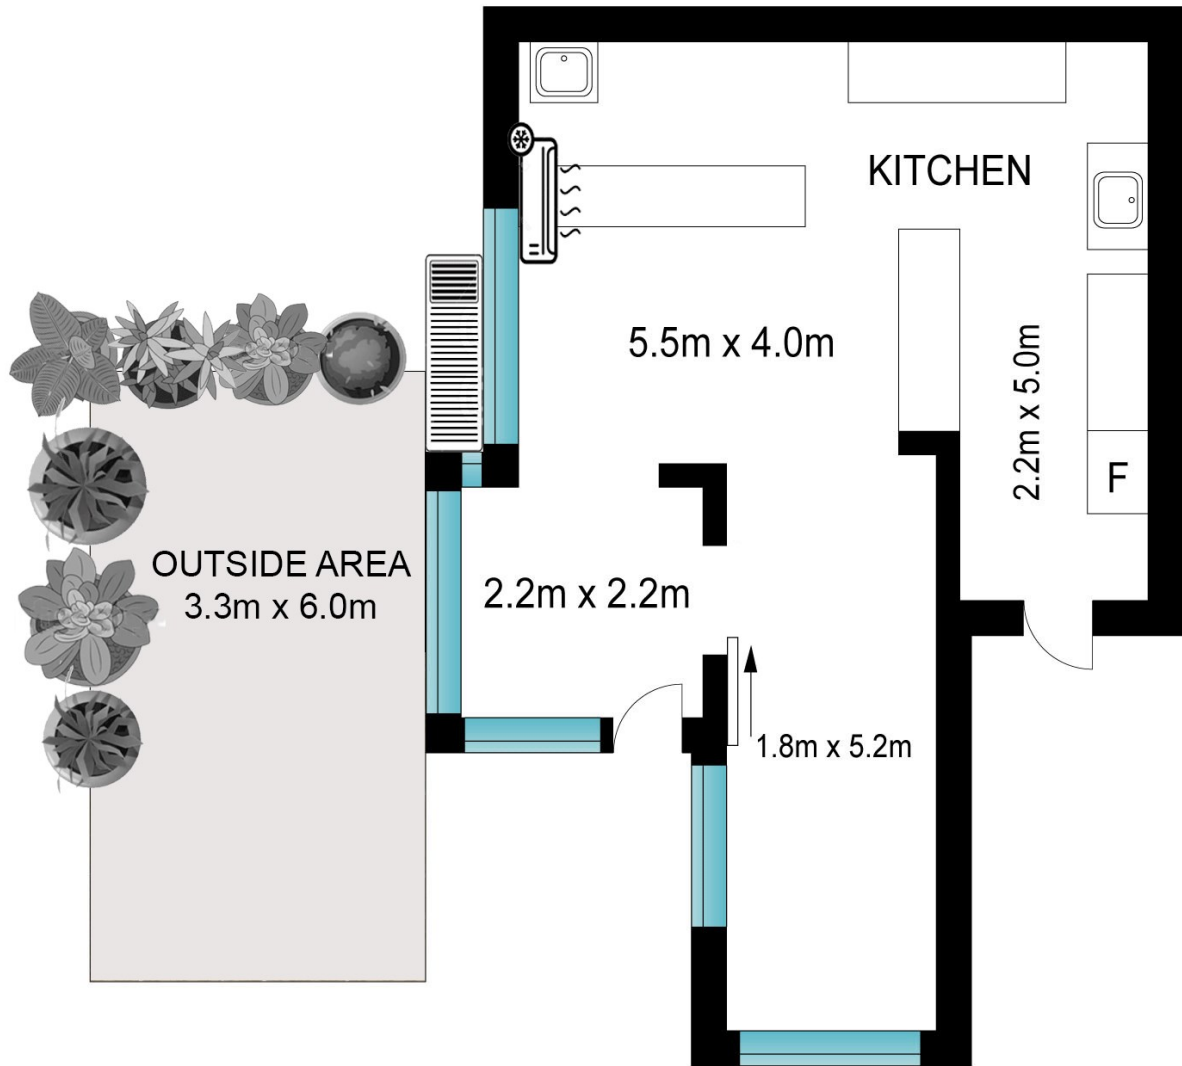 KITCHEN
5.5m x 4.0m
2.2m x 5.0m
F
OUTSIDE AREA
3.3m x 6.0m
2.2m x 2.2m
1.8m x 5.2m